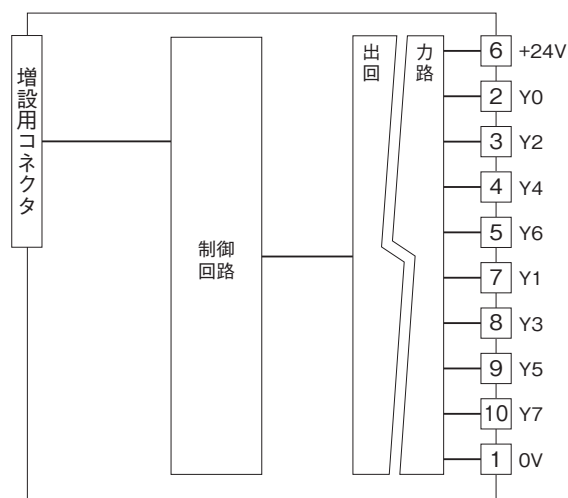 増設用コネクタ
制御
回路
出力
回路
6 +24V
2 Y0
3 Y2
4 Y4
5 Y6
7 Y1
8 Y3
9 Y5
10 Y7
1 0V